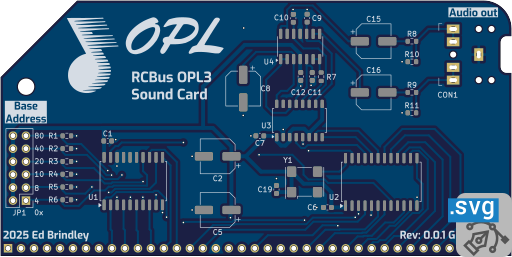 OPL
RCBus OPL3
Sound Card
Audio out
C10
C9
C15
R8
R10
U4
C12
C11
R7
C8
C16
R9
R11
CON1
Base
Address
80
R1
40
R2
20
R3
10
R4
8
R5
4
R6
JP1
0x
C1
U1
U3
C7
C2
C5
Y1
C19
C6
U2
2025 Ed Brindley
Rev: 0.0.1 G
.svg